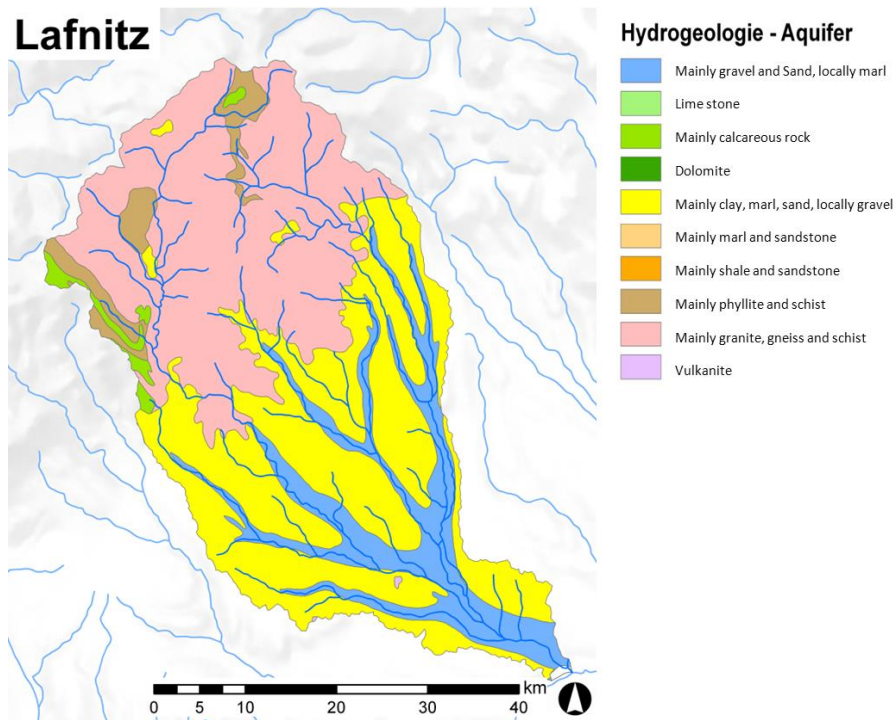 Lafnitz
Hydrogeologie - Aquifer
Mainly gravel and Sand, locally marl
Lime stone
Mainly calcareous rock
Dolomite
Mainly clay, marl, sand, locally gravel
Mainly marl and sandstone
Mainly shale and sandstone
Mainly phyllite and schist
Mainly granite, gneiss and schist
Vulkanite
km
0 5 10 20 30 40